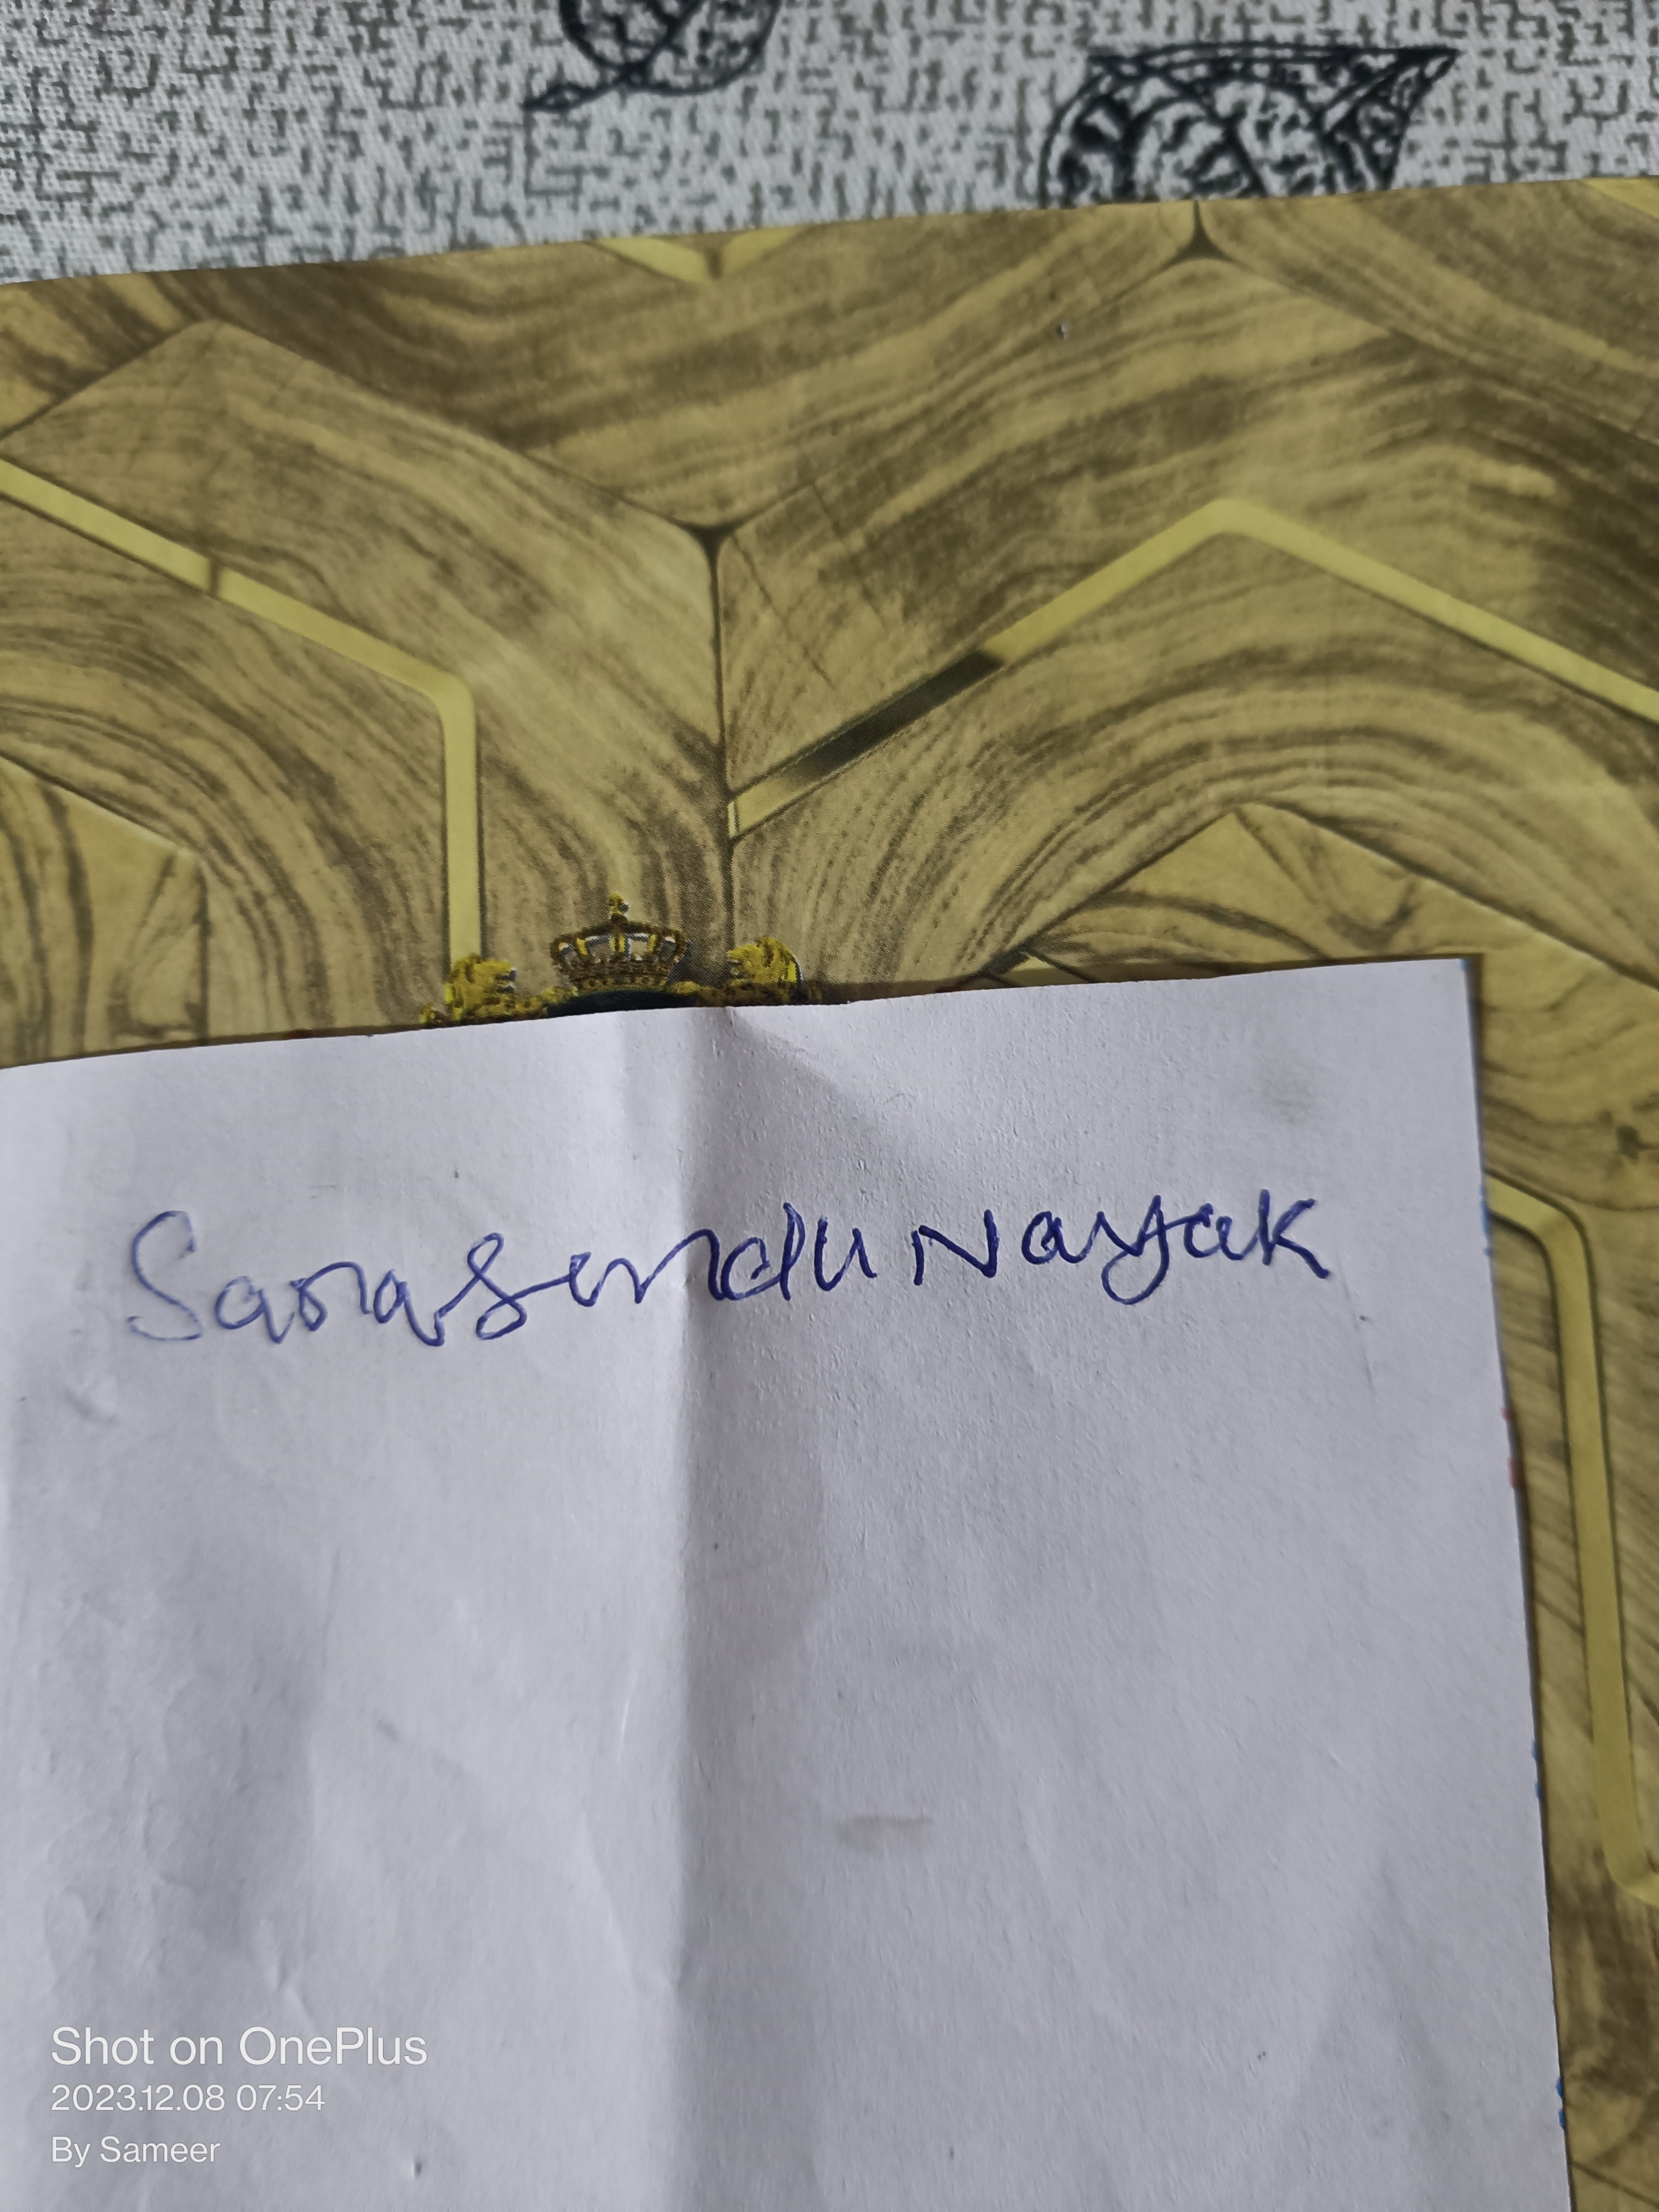 Sarasendu Nayak
Shot on OnePlus
2023.12.08 07:54
By Sameer